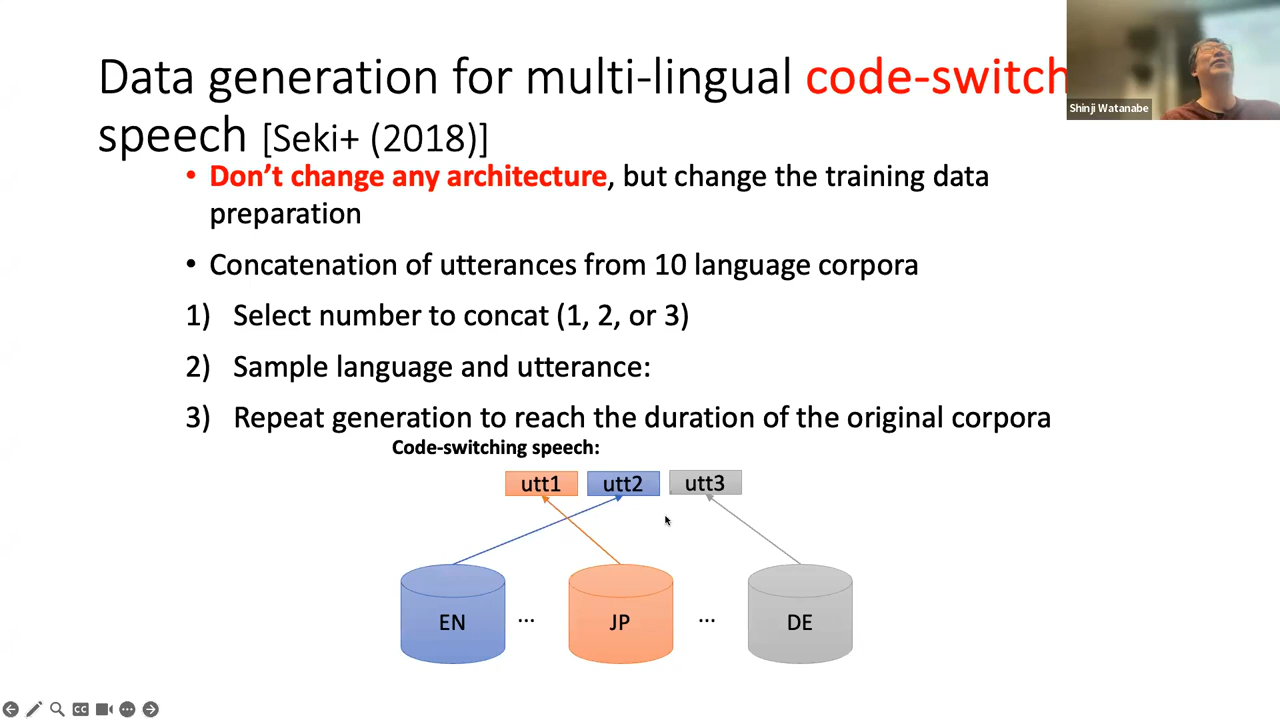 Data generation for multi-lingual code-switch
speech [Seki+ (2018)]
Shinji Watanabe
• Don't change any architecture, but change the training data
preparation
• Concatenation of utterances from 10 language corpora
1) Select number to concat (1, 2, or 3)
2) Sample language and utterance:
3) Repeat generation to reach the duration of the original corpora
Code-switching speech:
utt1 utt2 utt3
EN ... JP ... DE
CC